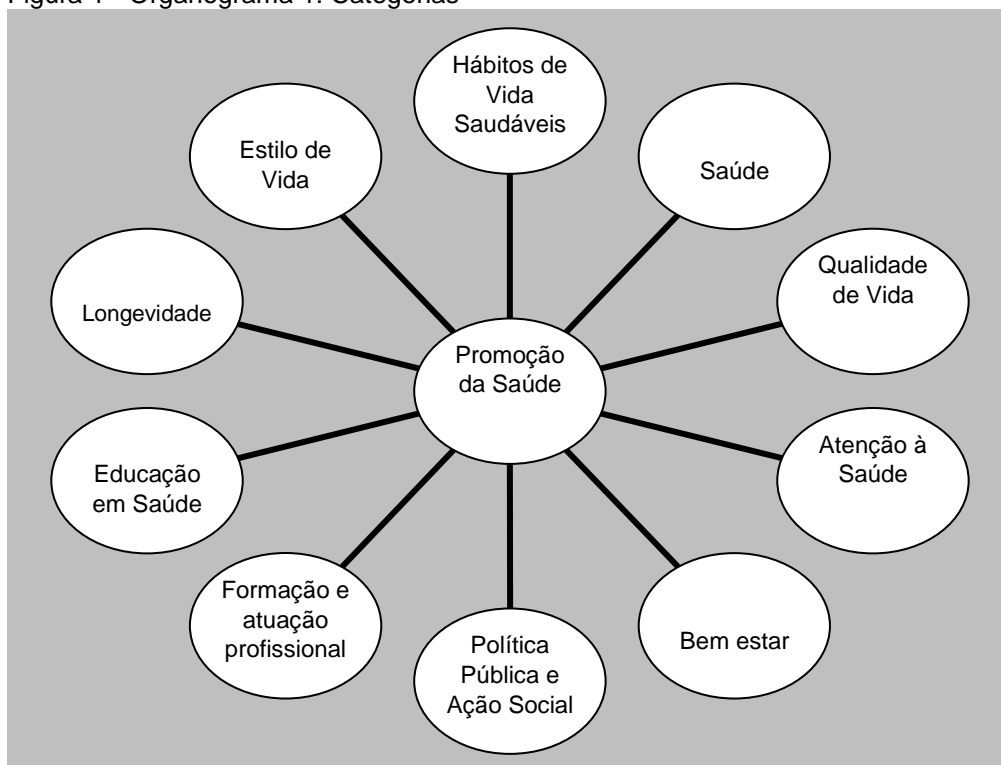 Figura 1 - Organograma 1: Categorias
Hábitos de
Vida
Saudáveis
Saúde
Qualidade
de Vida
Atenção à
Saúde
Bem estar
Política
Pública e
Ação Social
Formação e
atuação
profissional
Educação
em Saúde
Longevidade
Estilo de
Vida
Promoção
da Saúde